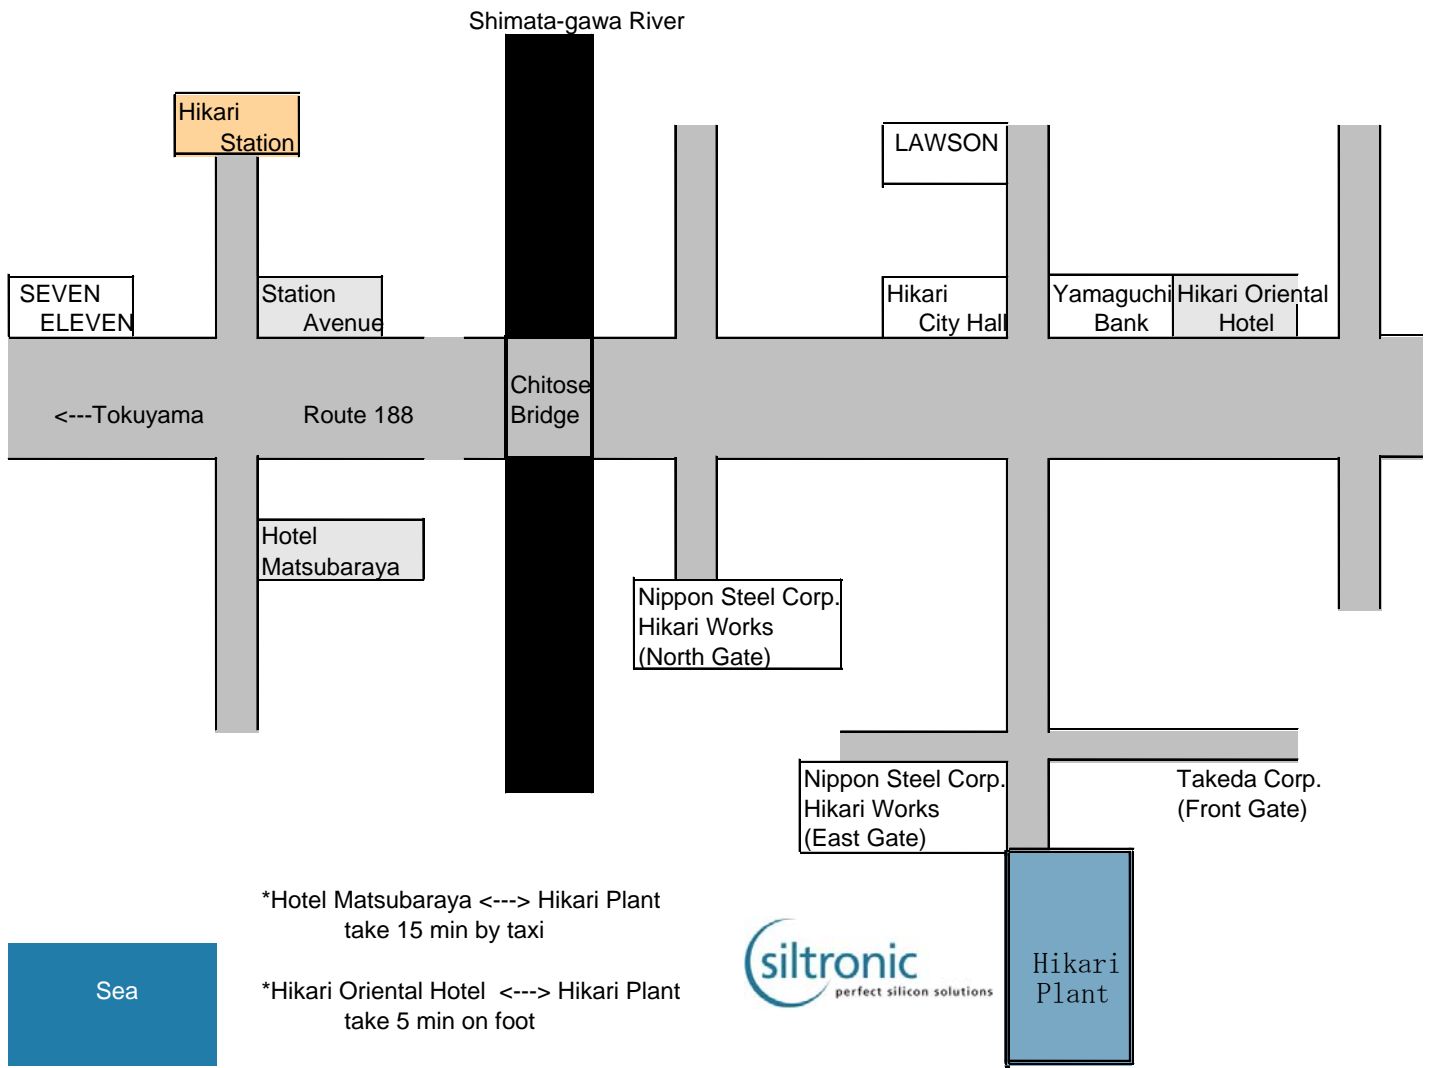 Shimata-gawa River
Hikari
Station
LAWSON
SEVEN
ELEVEN
Station
Avenue
Hikari
City Hall
Yamaguchi
Bank
Hikari Oriental
Hotel
<---Tokuyama
Route 188
Chitose
Bridge
Hotel
Matsubaraya
Nippon Steel Corp.
Hikari Works
(North Gate)
Nippon Steel Corp.
Hikari Works
(East Gate)
Takeda Corp.
(Front Gate)
*Hotel Matsubaraya <---> Hikari Plant
take 15 min by taxi
*Hikari Oriental Hotel <---> Hikari Plant
take 5 min on foot
Sea
siltronic
perfect silicon solutions
Hikari
Plant